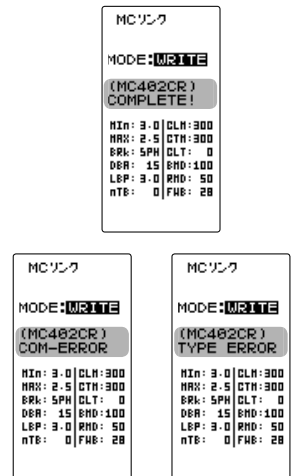 MCリンク
MODE:WRITE
(MC402CR)
COMPLETE!
MIn: 3.0 CLM:300
MAX: 2.5 CTM:300
BRk: SPH CLT: 0
DBA: 15 BMD:100
LBP: 3.0 RMD: 50
nTB: 0 FWB: 28
MCリンク
MODE:WRITE
(MC402CR)
COM-ERROR
MIn: 3.0 CLM:300
MAX: 2.5 CTM:300
BRk: SPH CLT: 0
DBA: 15 BMD:100
LBP: 3.0 RMD: 50
nTB: 0 FWB: 28
MCリンク
MODE:WRITE
(MC402CR)
TYPE ERROR
MIn: 3.0 CLM:300
MAX: 2.5 CTM:300
BRk: SPH CLT: 0
DBA: 15 BMD:100
LBP: 3.0 RMD: 50
nTB: 0 FWB: 28